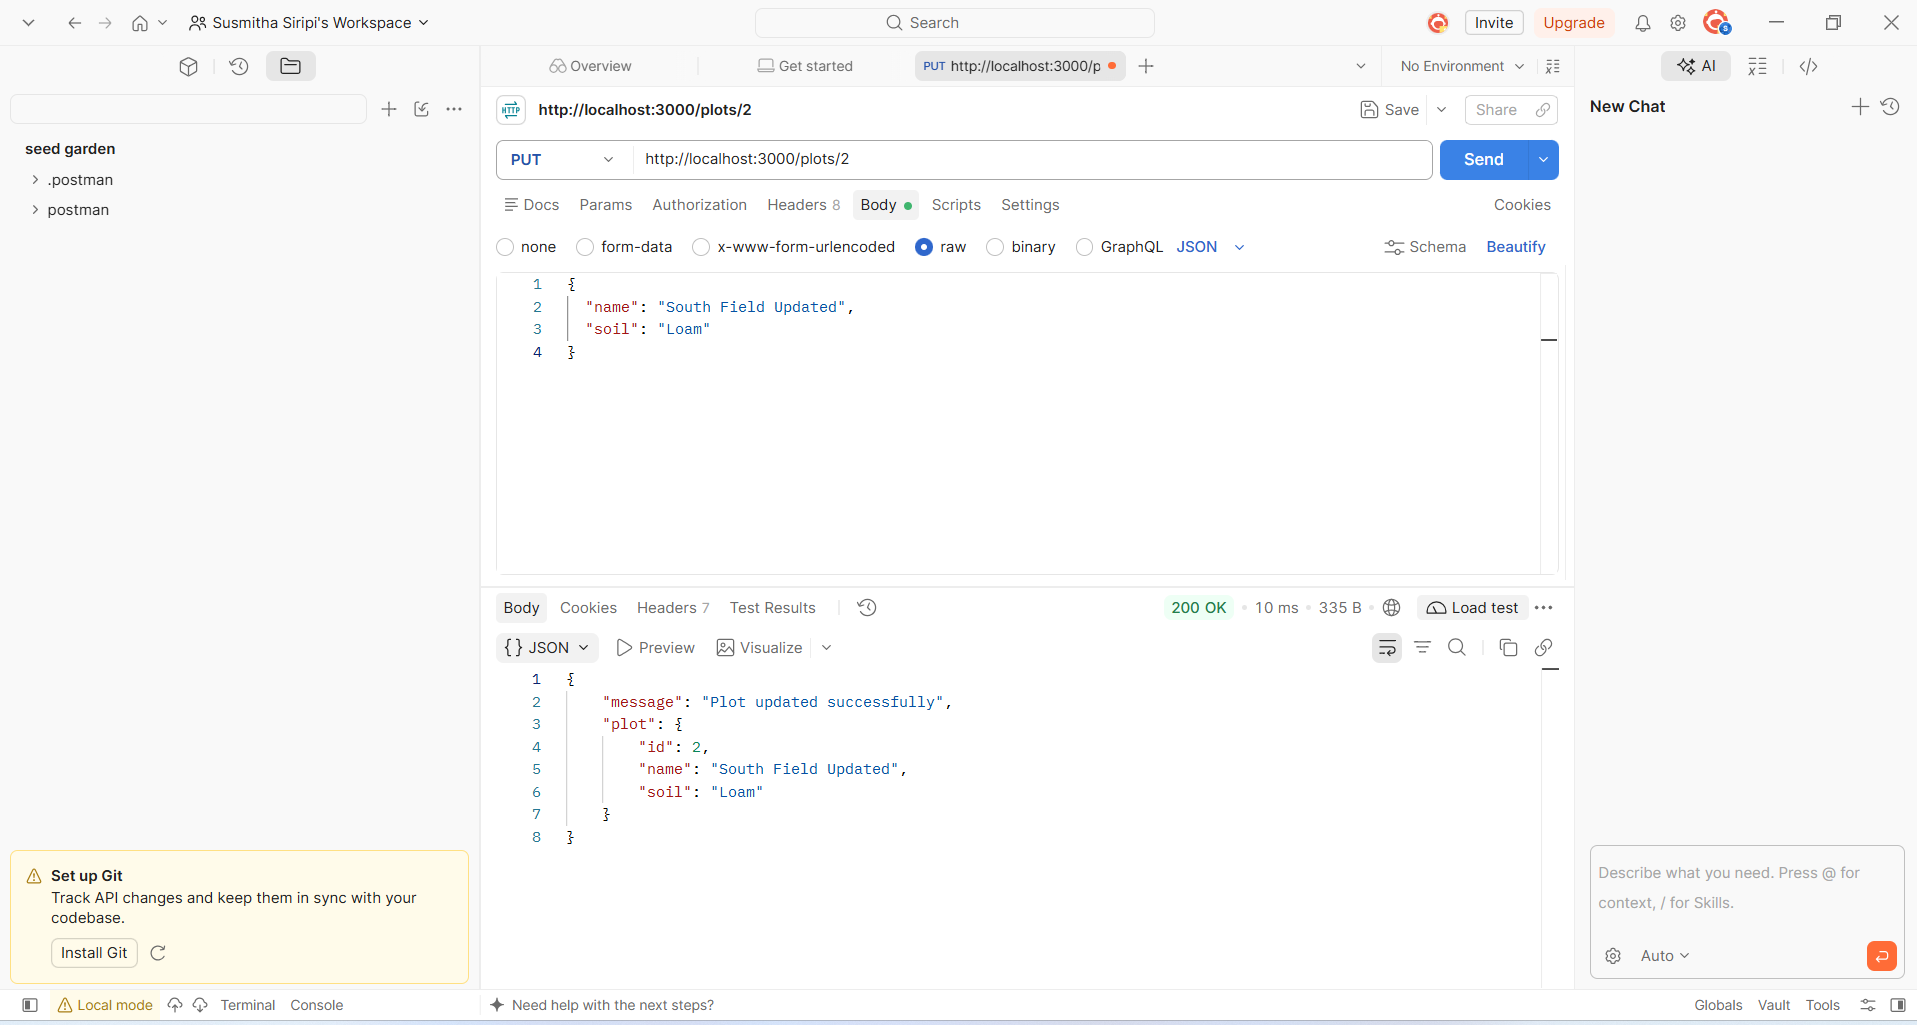 Susmitha Siripi's Workspace
Search
Invite
Upgrade
Overview
Get started
PUT http://localhost:3000/p
No Environment
AI
HTTP http://localhost:3000/plots/2
Save
Share
New Chat
seed garden
.postman
postman
PUT
http://localhost:3000/plots/2
Send
Docs
Params
Authorization
Headers 8
Body
Scripts
Settings
Cookies
none
form-data
x-www-form-urlencoded
raw
binary
GraphQL
JSON
Schema
Beautify
1 {
2 "name": "South Field Updated",
3 "soil": "Loam"
4 }
Body
Cookies
Headers 7
Test Results
200 OK
10 ms
335 B
Load test
{} JSON
Preview
Visualize
1 {
2 "message": "Plot updated successfully",
3 "plot": {
4 "id": 2,
5 "name": "South Field Updated",
6 "soil": "Loam"
7 }
8 }
Set up Git
Track API changes and keep them in sync with your
codebase.
Install Git
Describe what you need. Press @ for
context, / for Skills.
Auto
Local mode
Terminal
Console
Need help with the next steps?
Globals
Vault
Tools